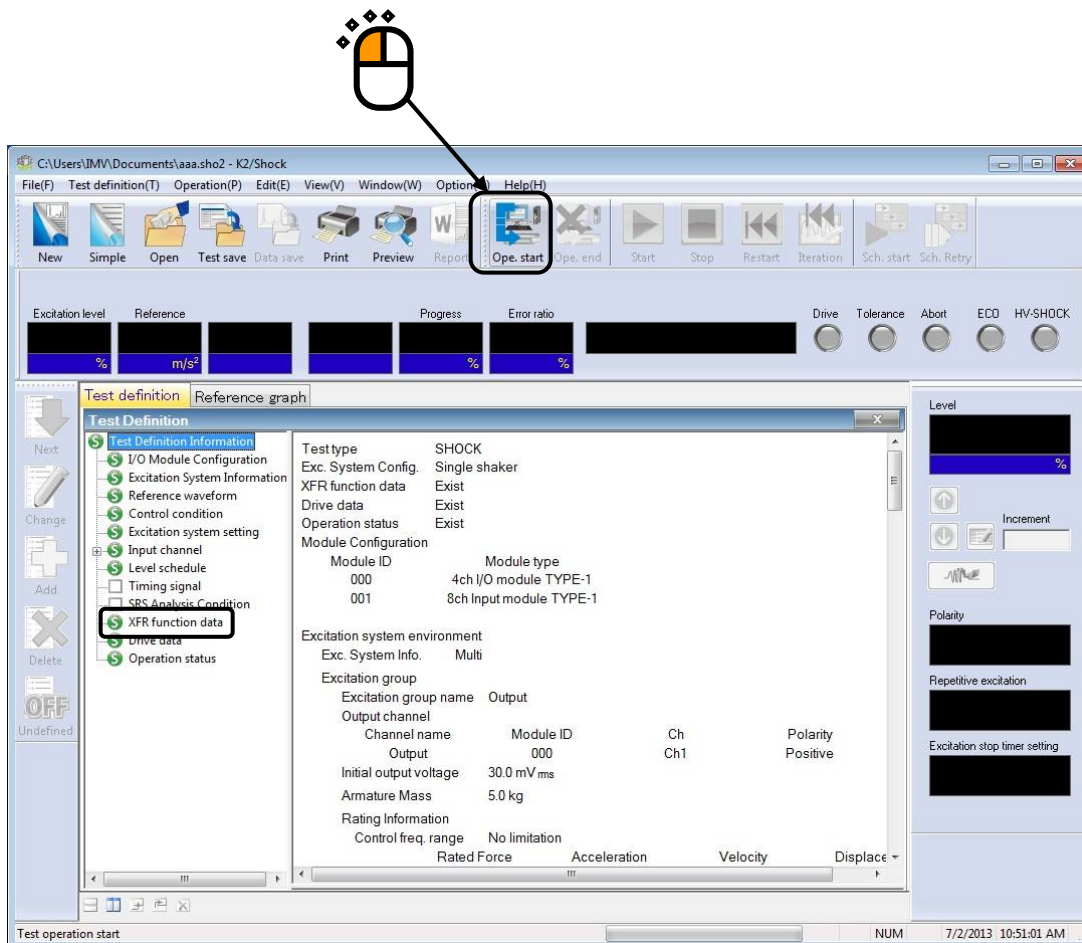 C:\Users\IMV\Documents\aaa.sho2 - K2/Shock
File(F) Test definition(T) Operation(P) Edit(E) View(V) Window(W) Help(H)
New Simple Open Test save Data save Print Preview Report Ope. start Ope. end Start Stop Restart Iteration Sch. start Sch. Retry
Excitation level Reference Progress Error ratio Drive Tolerance Abort ECO HV-SHOCK
% m/s² % %
Test definition Reference graph
Test Definition
Next
Change
Add
Delete
OFF
Undefined
Test Definition Information
I/O Module Configuration
Excitation System Information
Reference waveform
Control condition
Excitation system setting
Input channel
Level schedule
Timing signal
SRS Analysis Condition
XFR function data
Drive data
Operation status
Test type SHOCK
Exc. System Config. Single shaker
XFR function data Exist
Drive data Exist
Operation status Exist
Module Configuration
Module ID Module type
000 4ch I/O module TYPE-1
001 8ch Input module TYPE-1
Excitation system environment
Exc. System Info. Multi
Excitation group
Excitation group name Output
Output channel
Channel name Module ID Ch Polarity
Output 000 Ch1 Positive
Initial output voltage 30.0 mV rms
Armature Mass 5.0 kg
Rating Information
Control freq. range No limitation
Rated Force Acceleration Velocity Displace
Level
%
Increment
Polarity
Repetitive excitation
Excitation stop timer setting
Test operation start NUM 7/2/2013 10:51:01 AM